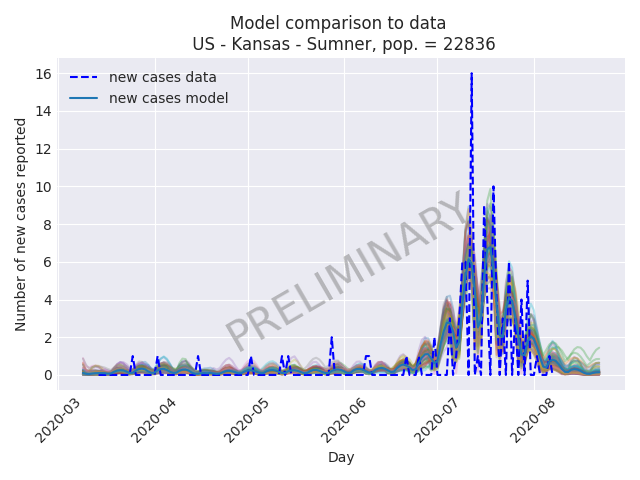 Model comparison to data
US - Kansas - Sumner, pop. = 22836
new cases data
new cases model
PRELIMINARY
Number of new cases reported
16
14
12
10
8
6
4
2
0
2020-03
2020-04
2020-05
2020-06
2020-07
2020-08
Day